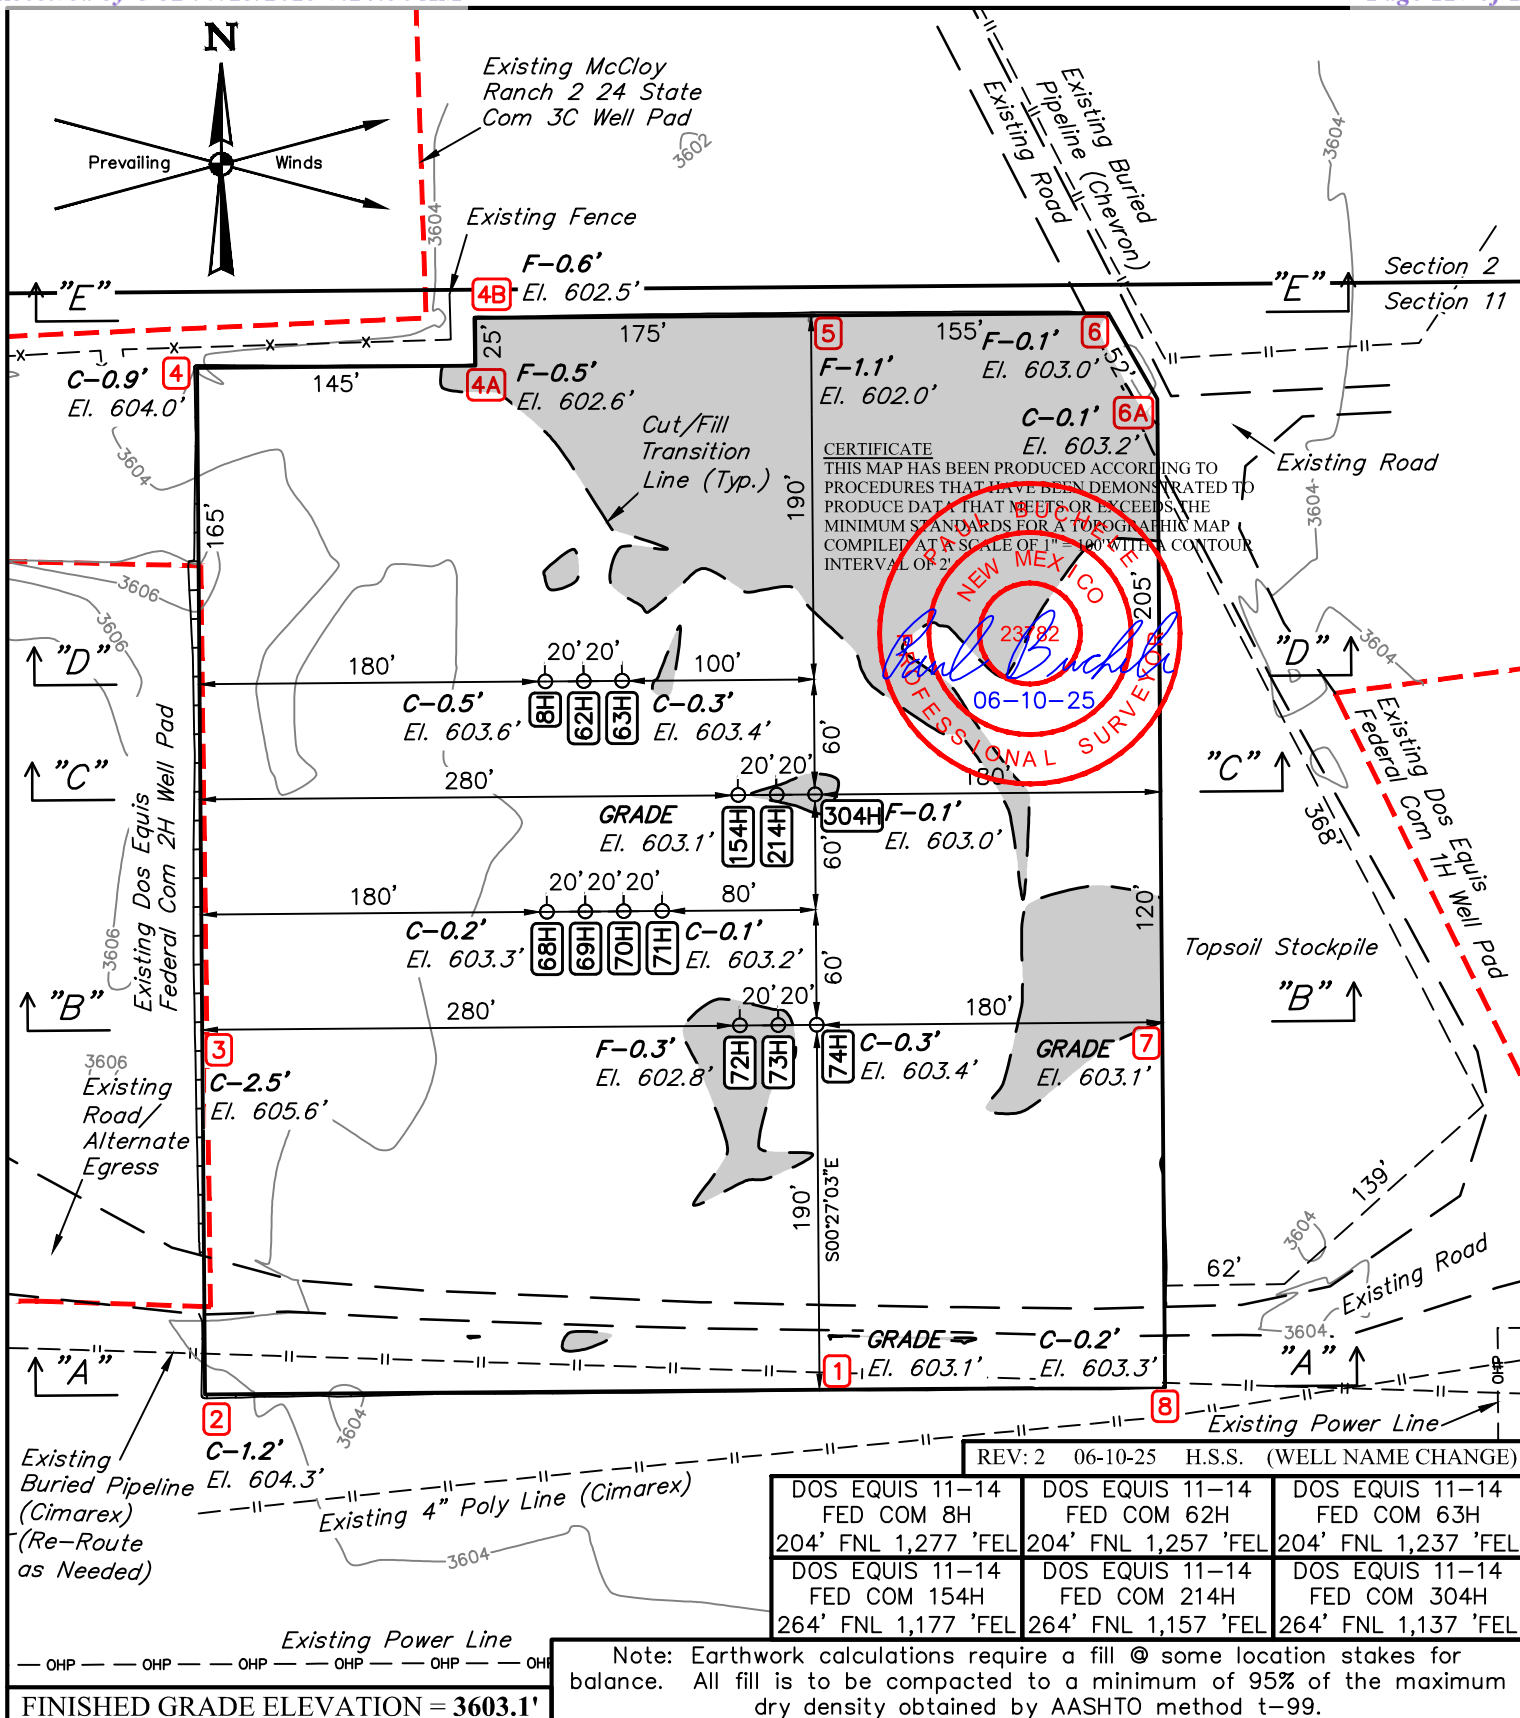 N
Prevailing Winds
Existing McCloy
Ranch 2 24 State
Com 3C Well Pad
3602
3604
Existing Fence
Existing Buried
Pipeline (Chevron)
Existing Road
3604
Section 2
Section 11
"E"
"E"
4B
F-0.6'
El. 602.5'
25'
175'
155'
5
F-1.1'
El. 602.0'
F-0.1'
El. 603.0'
6
52'
C-0.9'
El. 604.0'
4
145'
4A
F-0.5'
El. 602.6'
C-0.1'
El. 603.2'
6A
Cut/Fill
Transition
Line (Typ.)
Existing Road
3604
3604
165'
190'
205'
CERTIFICATE
THIS MAP HAS BEEN PRODUCED ACCORDING TO
PROCEDURES THAT HAVE BEEN DEMONSTRATED TO
PRODUCE DATA THAT MEETS OR EXCEEDS THE
MINIMUM STANDARDS FOR A TOPOGRAPHIC MAP
COMPILED AT A SCALE OF 1" = 100' WITH A CONTOUR
INTERVAL OF 2'.
PAUL BUCHELE
NEW MEXICO
23782
PROFESSIONAL SURVEYOR
Paul Buchele
06-10-25
3606
3606
3604
"D"
"D"
180'
20' 20'
100'
C-0.5'
El. 603.6'
8H
62H
63H
C-0.3'
El. 603.4'
60'
"C"
"C"
280'
20' 20'
180'
GRADE
El. 603.1'
154H
214H
304H
F-0.1'
El. 603.0'
60'
Existing Dos Equis
Federal Com 2H Well Pad
Existing Dos Equis
Federal Com 1H Well Pad
368'
180'
20' 20' 20'
80'
C-0.2'
El. 603.3'
68H
69H
70H
71H
C-0.1'
El. 603.2'
60'
120'
3606
Topsoil Stockpile
"B"
"B"
280'
20' 20'
180'
3
C-2.5'
El. 605.6'
F-0.3'
El. 602.8'
72H
73H
74H
C-0.3'
El. 603.4'
GRADE
El. 603.1'
7
3606
Existing
Road/
Alternate
Egress
190'
S00°27'03"E
139'
62'
3604
Existing Road
3604
"A"
"A"
GRADE
El. 603.1'
1
C-0.2'
El. 603.3'
8
OHP
2
C-1.2'
El. 604.3'
3604
Existing Power Line
Existing
Buried Pipeline
(Cimarex)
(Re-Route
as Needed)
Existing 4" Poly Line (Cimarex)
3604
REV: 2 06-10-25 H.S.S. (WELL NAME CHANGE)
DOS EQUIS 11-14 DOS EQUIS 11-14 DOS EQUIS 11-14
FED COM 8H FED COM 62H FED COM 63H
204' FNL 1,277 'FEL 204' FNL 1,257 'FEL 204' FNL 1,237 'FEL
DOS EQUIS 11-14 DOS EQUIS 11-14 DOS EQUIS 11-14
FED COM 154H FED COM 214H FED COM 304H
264' FNL 1,177 'FEL 264' FNL 1,157 'FEL 264' FNL 1,137 'FEL
Existing Power Line
OHP OHP OHP OHP OHP OHP
Note: Earthwork calculations require a fill @ some location stakes for
balance. All fill is to be compacted to a minimum of 95% of the maximum
dry density obtained by AASHTO method t-99.
FINISHED GRADE ELEVATION = 3603.1'